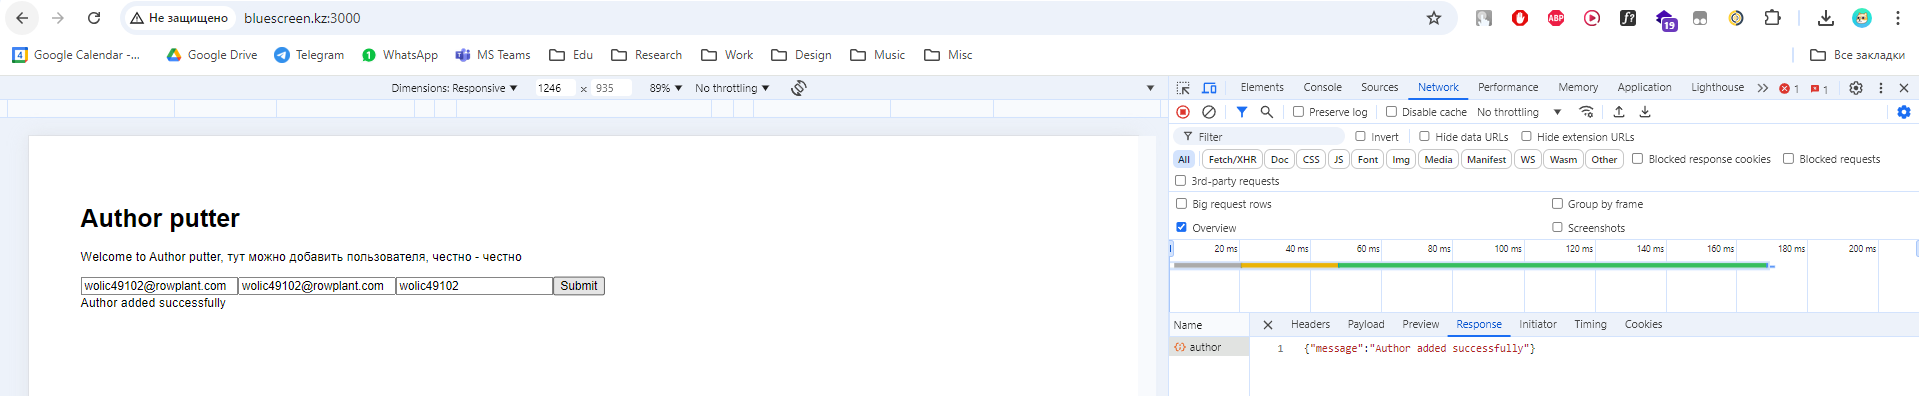 Не защищено bluescreen.kz:3000
19
4 Google Calendar -... Google Drive Telegram 1 WhatsApp MS Teams Edu Research Work Design Music Misc Все закладки
Dimensions: Responsive ▼ 1246 x 935 89% ▼ No throttling ▼
Elements Console Sources Network Performance Memory Application Lighthouse 1 1
Preserve log Disable cache No throttling
Filter Invert Hide data URLs Hide extension URLs
All Fetch/XHR Doc CSS JS Font Img Media Manifest WS Wasm Other Blocked response cookies Blocked requests
3rd-party requests
Big request rows Group by frame
Overview Screenshots
20 ms 40 ms 60 ms 80 ms 100 ms 120 ms 140 ms 160 ms 180 ms 200 ms
Name Headers Payload Preview Response Initiator Timing Cookies
author 1 {"message":"Author added successfully"}
Author putter
Welcome to Author putter, тут можно добавить пользователя, честно - честно
wolic49102@rowplant.com wolic49102@rowplant.com wolic49102 Submit
Author added successfully